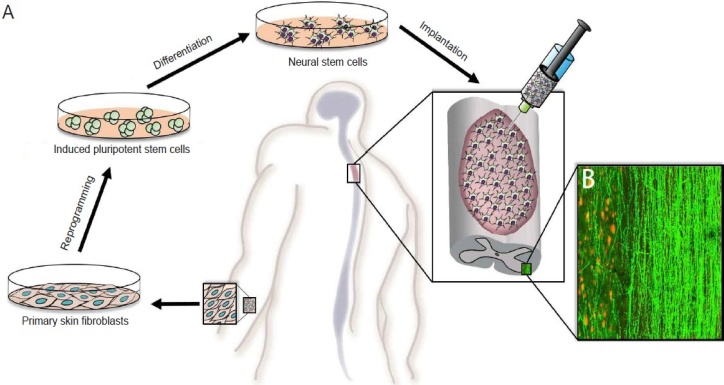 A
Differentiation
Neural stem cells
Implantation
Induced pluripotent stem cells
B
Reprogramming
Primary skin fibroblasts